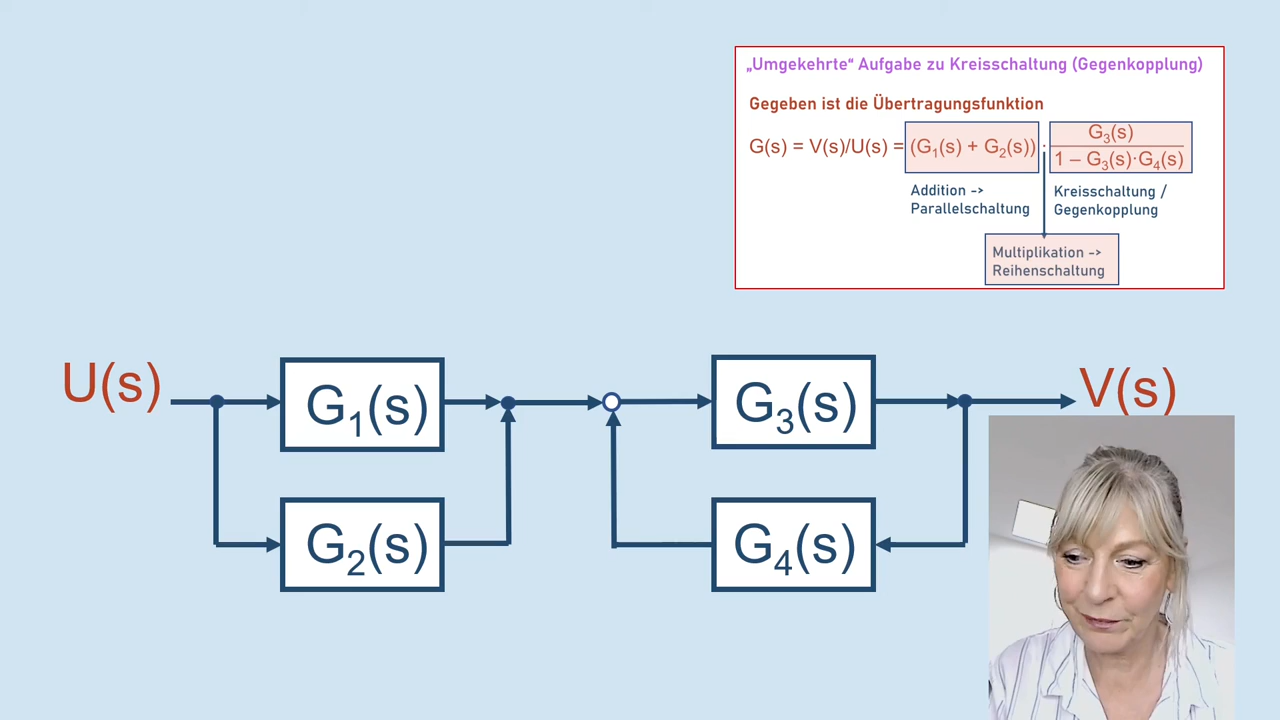 „Umgekehrte“ Aufgabe zu Kreisschaltung (Gegenkopplung)
Gegeben ist die Übertragungsfunktion
G(s) = V(s)/U(s) = (G₁(s) + G₂(s)) · G₃(s)
1 – G₃(s)·G₄(s)
Addition ->
Parallelschaltung
Kreisschaltung /
Gegenkopplung
Multiplikation ->
Reihenschaltung
U(s)
G₁(s)
G₃(s)
V(s)
G₂(s)
G₄(s)